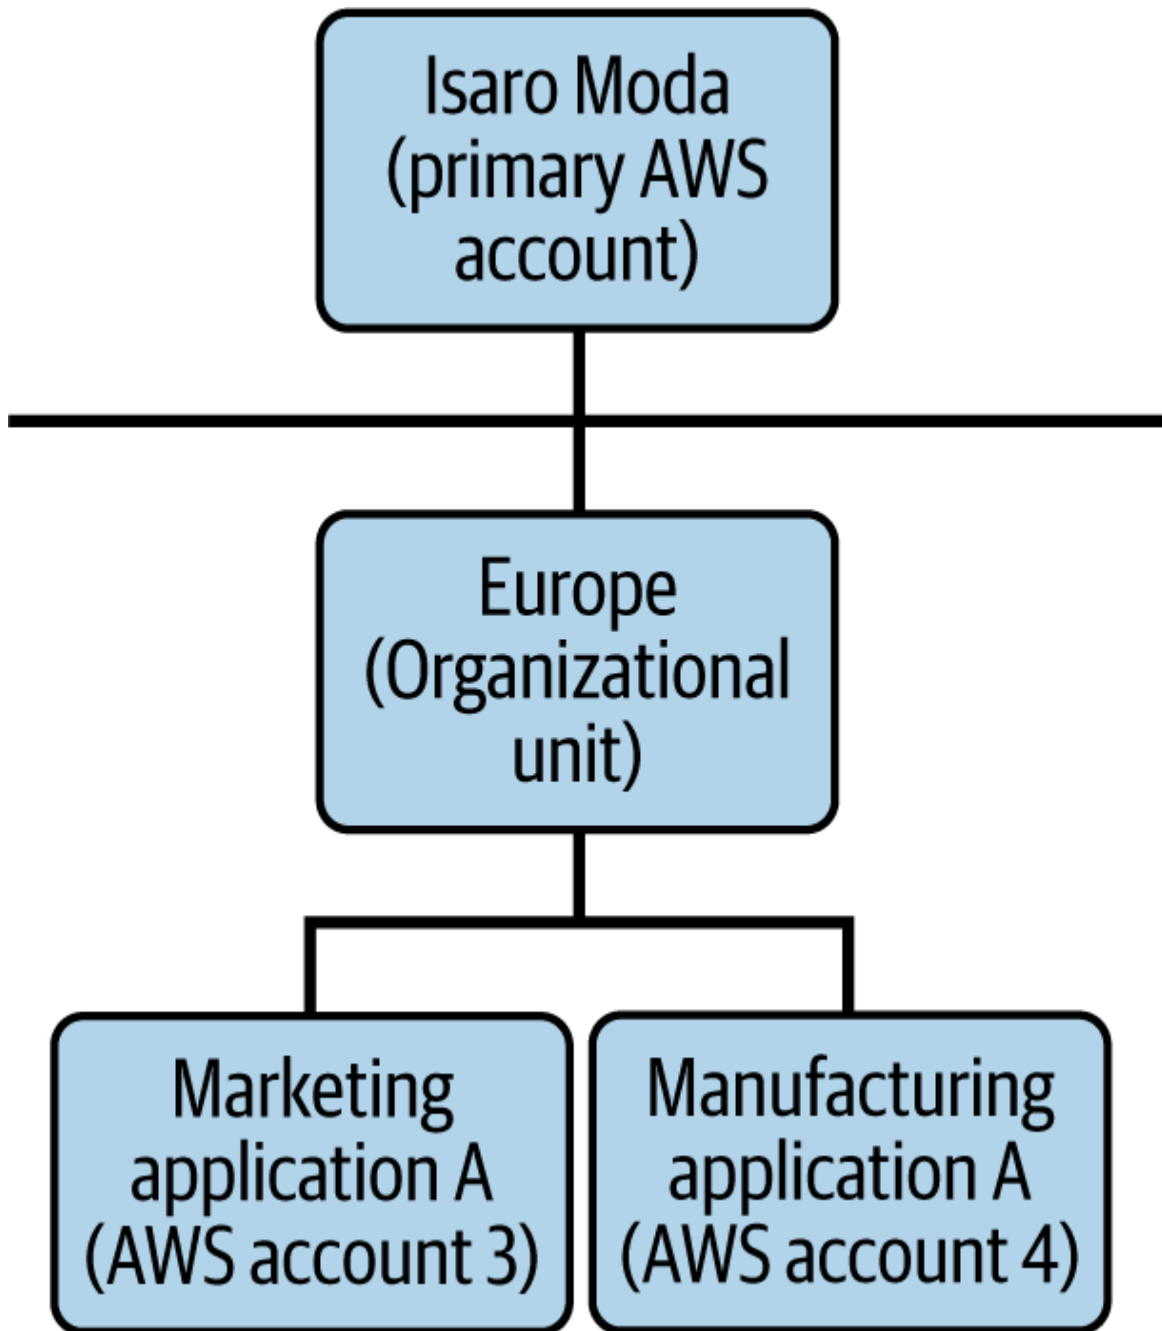 Isaro Moda
(primary AWS
account)
Europe
(Organizational
unit)
Marketing
application A
(AWS account 3)
Manufacturing
application A
(AWS account 4)